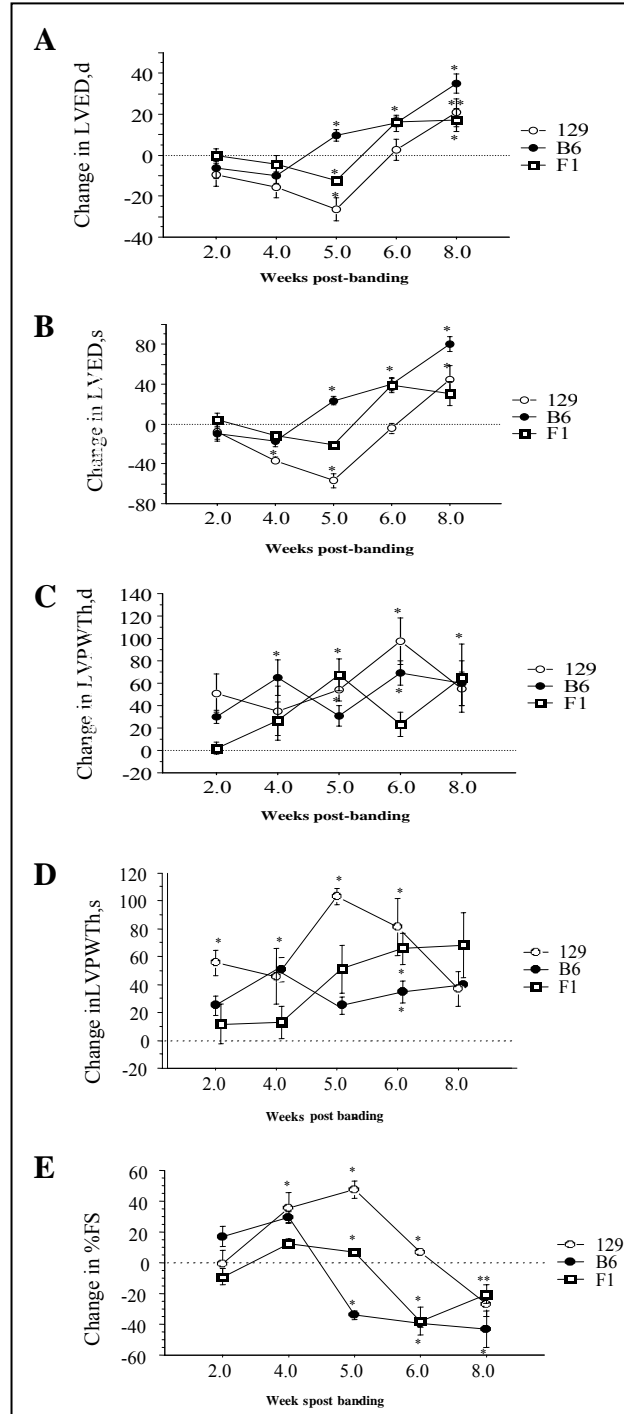 A
Change in LVED,d
40
20
0
-20
-40
*
*
*
**
*
*
*
129
B6
F1
2.0 4.0 5.0 6.0 8.0
Weeks post-banding
B
Change in LVED,s
80
40
0
-40
-80
*
*
*
*
*
*
129
B6
F1
2.0 4.0 5.0 6.0 8.0
Weeks post-banding
C
Change in LVPWTh,d
140
120
100
80
60
40
20
0
-20
*
*
*
*
*
*
129
B6
F1
2.0 4.0 5.0 6.0 8.0
Weeks post-banding
D
Change inLVPWTh,s
120
100
80
60
40
20
0
-20
*
*
*
*
*
129
B6
F1
2.0 4.0 5.0 6.0 8.0
Weeks post banding
E
Change in %FS
60
40
20
0
-20
-40
-60
*
*
*
*
*
**
*
*
129
B6
F1
2.0 4.0 5.0 6.0 8.0
Week spost banding